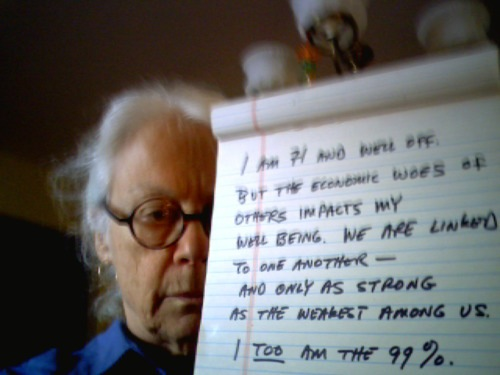 I AM 71 AND WELL OFF.
BUT THE ECONOMIC WOES OF
OTHERS IMPACTS MY
WELL BEING. WE ARE LINKED
TO ONE ANOTHER —
AND ONLY AS STRONG
AS THE WEAKEST AMONG US.
I TOO AM THE 99%.